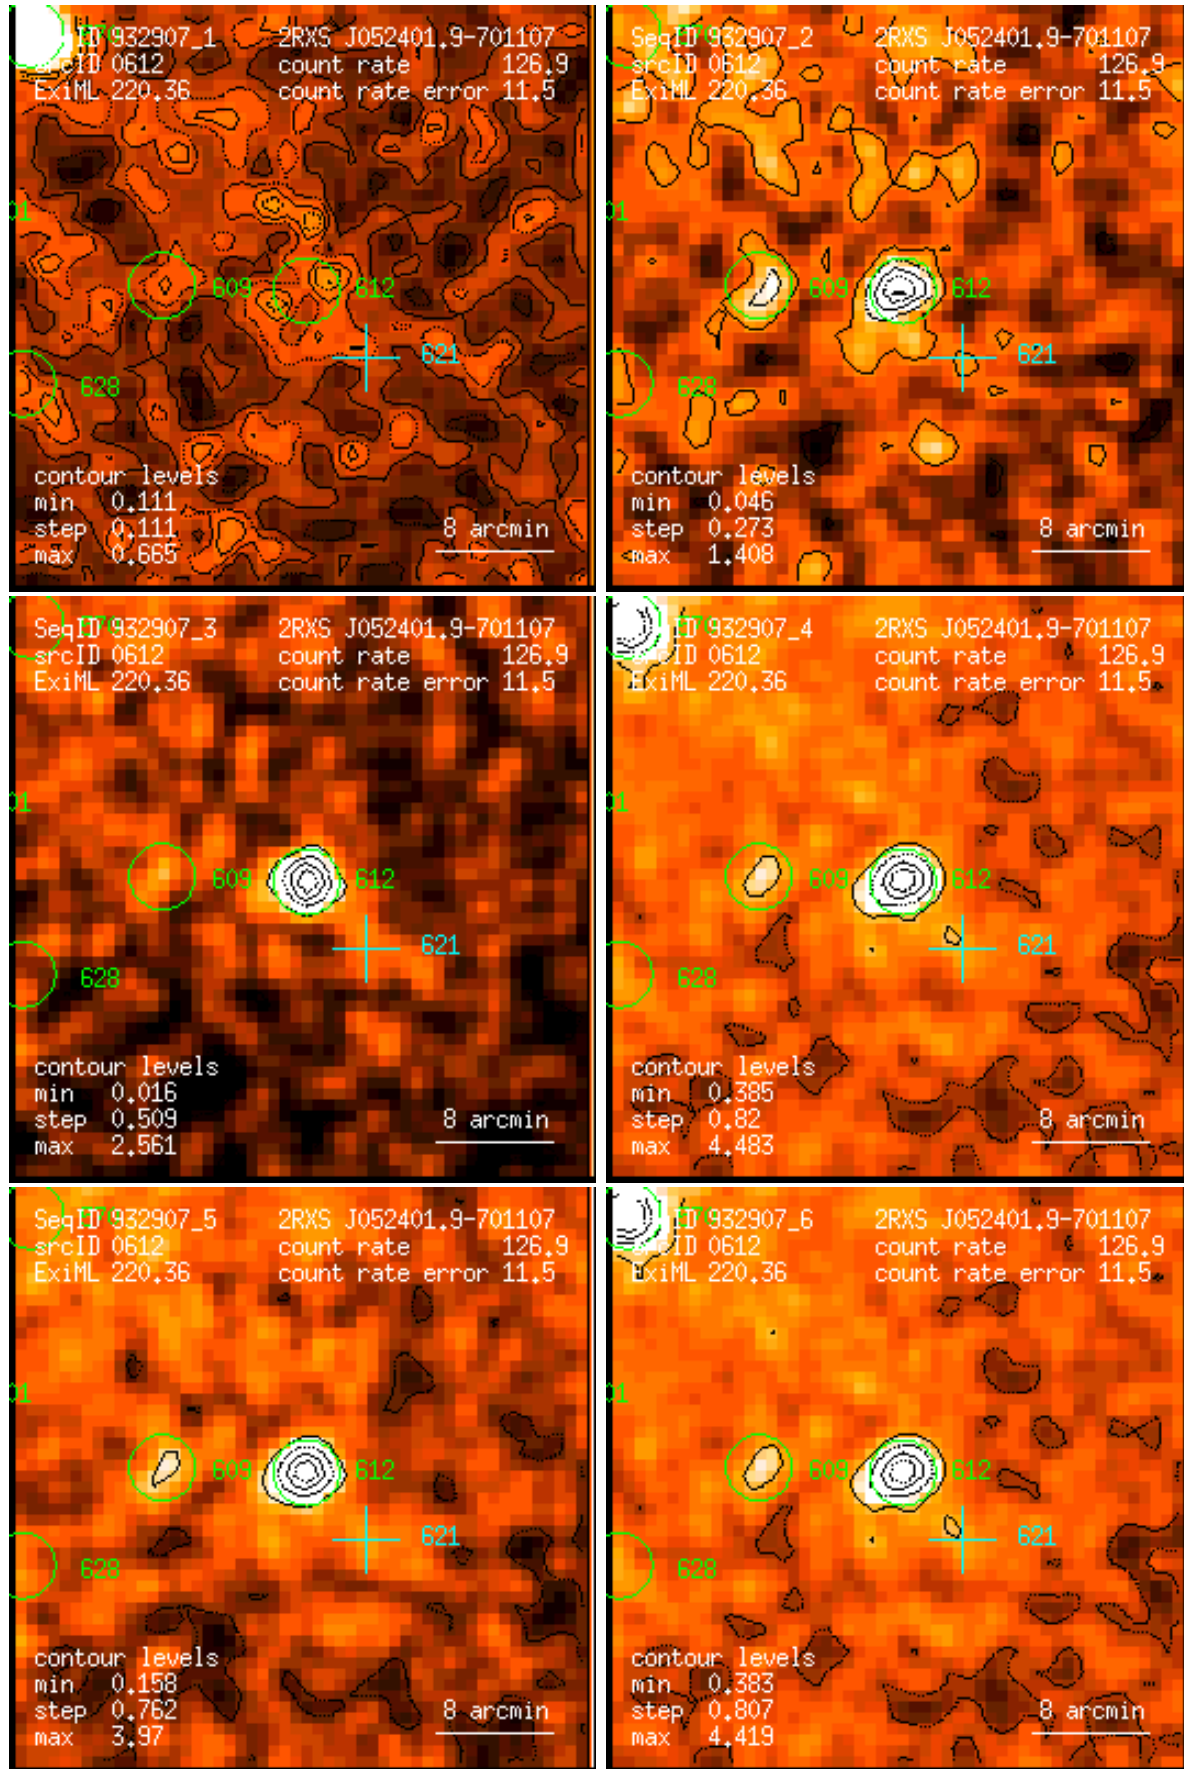 SeqID 932907_1 2RXS J052401.9-701107
srcID 0612 count rate 126.9
ExiML 220.36 count rate error 11.5
01
609 612
621
628
contour levels
min 0.111
step 0.111 8 arcmin
max 0.665
SeqID 932907_2 2RXS J052401.9-701107
srcID 0612 count rate 126.9
ExiML 220.36 count rate error 11.5
01
609 612
621
628
contour levels
min 0.046
step 0.273 8 arcmin
max 1.408
SeqID 932907_3 2RXS J052401.9-701107
srcID 0612 count rate 126.9
ExiML 220.36 count rate error 11.5
01
609 612
621
628
contour levels
min 0.016
step 0.509 8 arcmin
max 2.561
ID 932907_4 2RXS J052401.9-701107
ID 0612 count rate 126.9
ExiML 220.36 count rate error 11.5
01
609 612
621
628
contour levels
min 0.385
step 0.82 8 arcmin
max 4.483
SeqID 932907_5 2RXS J052401.9-701107
srcID 0612 count rate 126.9
ExiML 220.36 count rate error 11.5
01
609 612
621
628
contour levels
min 0.158
step 0.762 8 arcmin
max 3.97
ID 932907_6 2RXS J052401.9-701107
ID 0612 count rate 126.9
ExiML 220.36 count rate error 11.5
01
609 612
621
628
contour levels
min 0.383
step 0.807 8 arcmin
max 4.419